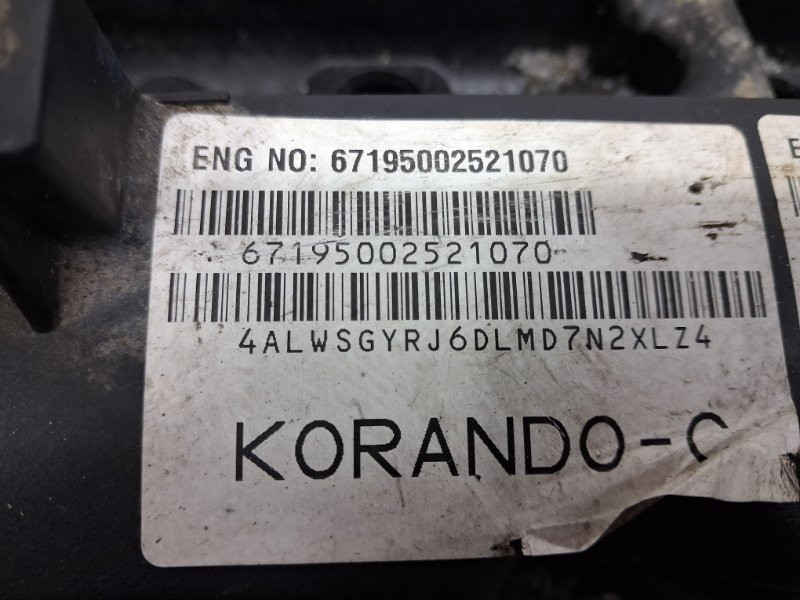 ENG NO: 67195002521070
67195002521070
4ALWSGYRJ6DLMD7N2XLZ4
KORANDO-C
E